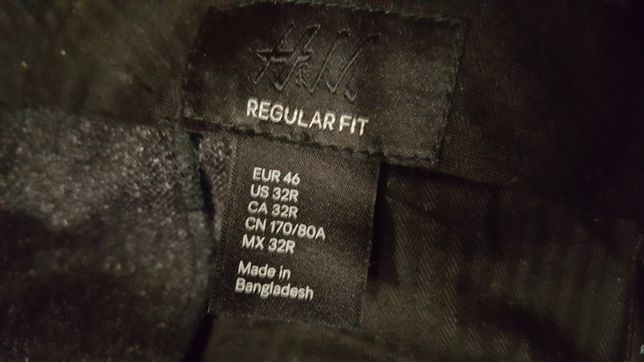 H&M
REGULAR FIT
EUR 46
US 32R
CA 32R
CN 170/80A
MX 32R
Made in
Bangladesh